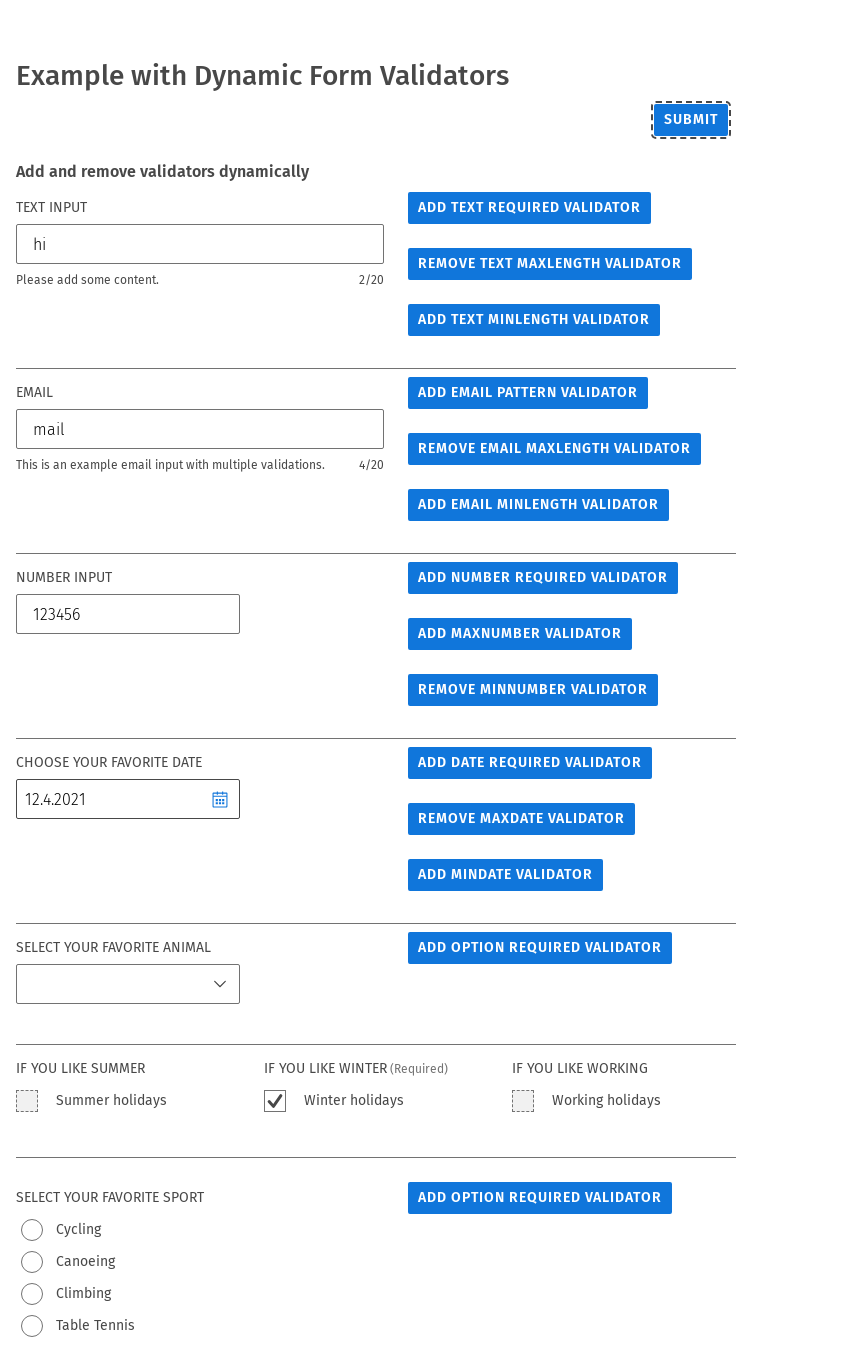 Example with Dynamic Form Validators
SUBMIT
Add and remove validators dynamically
TEXT INPUT
ADD TEXT REQUIRED VALIDATOR
hi
Please add some content. 2/20
REMOVE TEXT MAXLENGTH VALIDATOR
ADD TEXT MINLENGTH VALIDATOR
EMAIL
ADD EMAIL PATTERN VALIDATOR
mail
This is an example email input with multiple validations. 4/20
REMOVE EMAIL MAXLENGTH VALIDATOR
ADD EMAIL MINLENGTH VALIDATOR
NUMBER INPUT
ADD NUMBER REQUIRED VALIDATOR
123456
ADD MAXNUMBER VALIDATOR
REMOVE MINNUMBER VALIDATOR
CHOOSE YOUR FAVORITE DATE
ADD DATE REQUIRED VALIDATOR
12.4.2021
REMOVE MAXDATE VALIDATOR
ADD MINDATE VALIDATOR
SELECT YOUR FAVORITE ANIMAL
ADD OPTION REQUIRED VALIDATOR
IF YOU LIKE SUMMER IF YOU LIKE WINTER (Required) IF YOU LIKE WORKING
Summer holidays Winter holidays Working holidays
SELECT YOUR FAVORITE SPORT
ADD OPTION REQUIRED VALIDATOR
Cycling
Canoeing
Climbing
Table Tennis